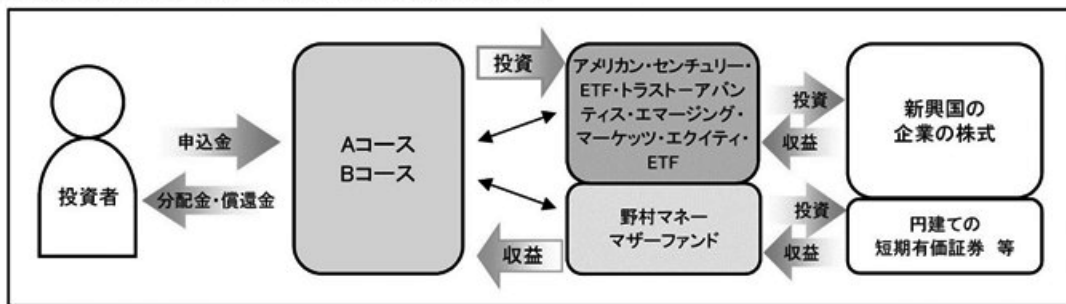 投資者
申込金
分配金・償還金
Aコース
Bコース
投資
収益
アメリカン・センチュリー・
ETF・トラストーアバン
ティス・エマージング・
マーケッツ・エクイティ・
ETF
野村マネー
マザーファンド
投資
収益
投資
収益
新興国の
企業の株式
円建ての
短期有価証券 等